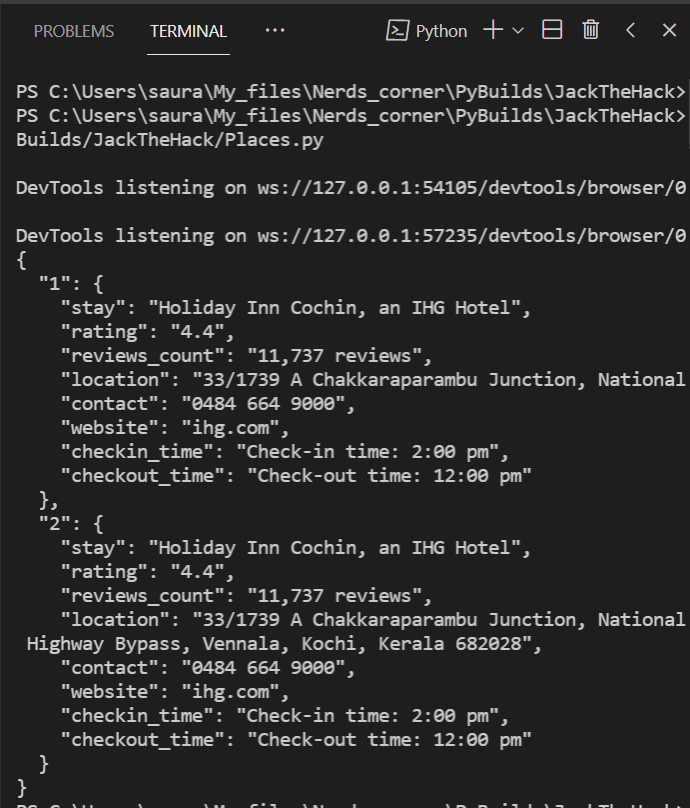 PROBLEMS TERMINAL ··· Python
PS C:\Users\saura\My_files\Nerds_corner\PyBuilds\JackTheHack>
PS C:\Users\saura\My_files\Nerds_corner\PyBuilds\JackTheHack>
Builds/JackTheHack/Places.py
DevTools listening on ws://127.0.0.1:54105/devtools/browser/0
DevTools listening on ws://127.0.0.1:57235/devtools/browser/0
{
  "1": {
    "stay": "Holiday Inn Cochin, an IHG Hotel",
    "rating": "4.4",
    "reviews_count": "11,737 reviews",
    "location": "33/1739 A Chakkaraparambu Junction, National
    "contact": "0484 664 9000",
    "website": "ihg.com",
    "checkin_time": "Check-in time: 2:00 pm",
    "checkout_time": "Check-out time: 12:00 pm"
  },
  "2": {
    "stay": "Holiday Inn Cochin, an IHG Hotel",
    "rating": "4.4",
    "reviews_count": "11,737 reviews",
    "location": "33/1739 A Chakkaraparambu Junction, National
 Highway Bypass, Vennala, Kochi, Kerala 682028",
    "contact": "0484 664 9000",
    "website": "ihg.com",
    "checkin_time": "Check-in time: 2:00 pm",
    "checkout_time": "Check-out time: 12:00 pm"
  }
}